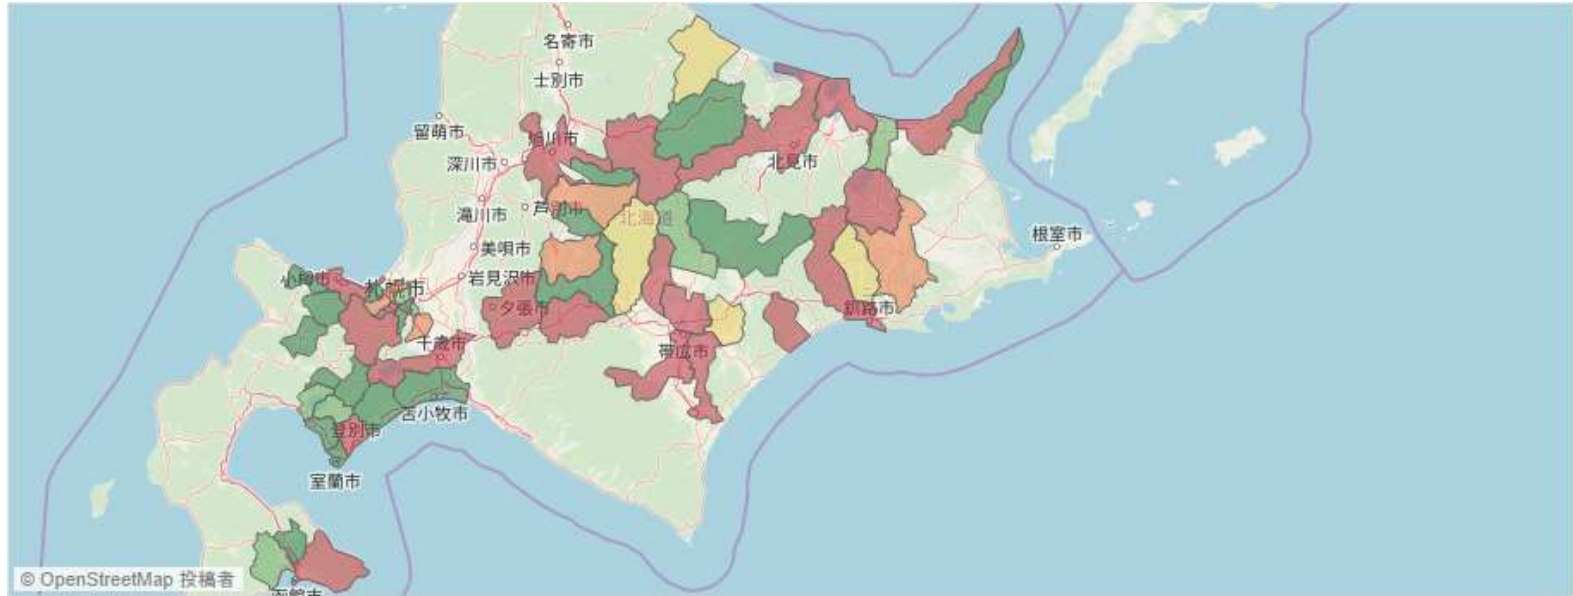 名寄市
士別市
留萌市
旭川市
深川市
北見市
滝川市
芦別市
北海道
根室市
美唄市
小樽市
札幌市
岩見沢市
夕張市
釧路市
千歳市
帯広市
苫小牧市
登別市
室蘭市
© OpenStreetMap 投稿者
函館市